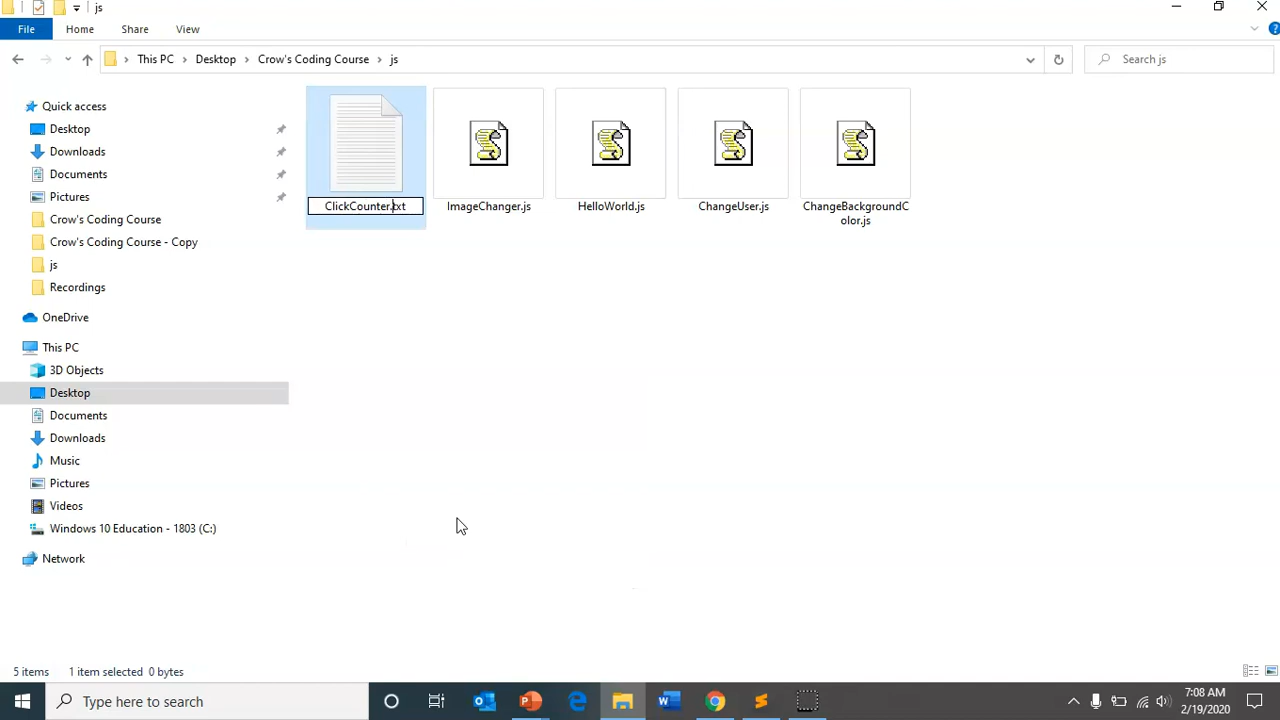 js
File
Home
Share
View
This PC
Desktop
Crow's Coding Course
js
Search js
Quick access
Desktop
Downloads
Documents
Pictures
Crow's Coding Course
Crow's Coding Course - Copy
js
Recordings
OneDrive
This PC
3D Objects
Desktop
Documents
Downloads
Music
Pictures
Videos
Windows 10 Education - 1803 (C:)
Network
ClickCounter.txt
ImageChanger.js
HelloWorld.js
ChangeUser.js
ChangeBackgroundC
olor.js
5 items
1 item selected 0 bytes
Type here to search
7:08 AM
2/19/2020